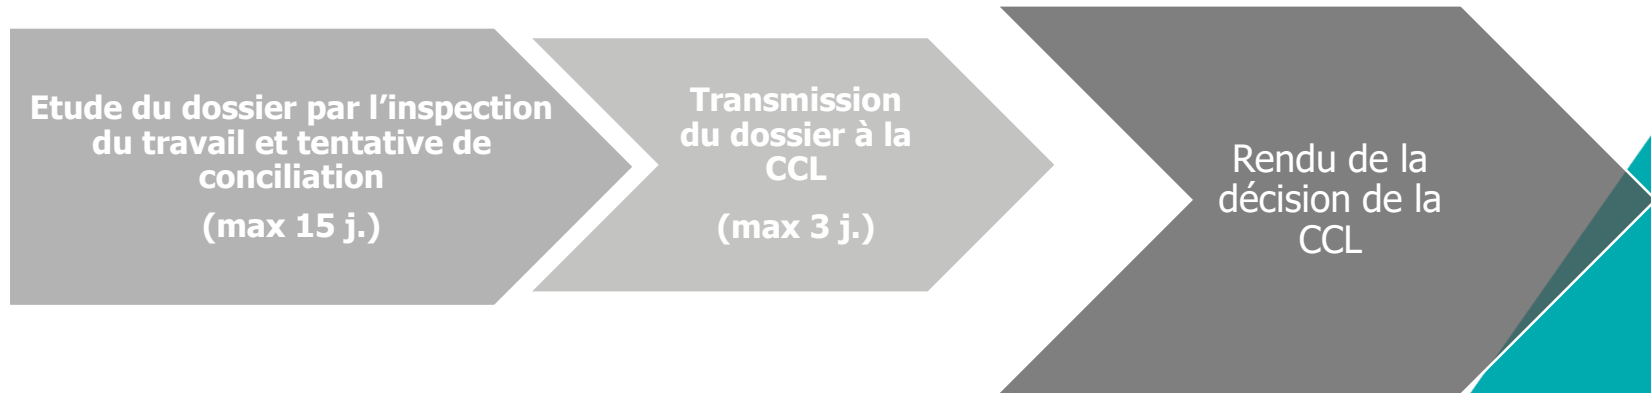 Etude du dossier par l’inspection
du travail et tentative de
conciliation
(max 15 j.)
Transmission
du dossier à la
CCL
(max 3 j.)
Rendu de la
décision de la
CCL